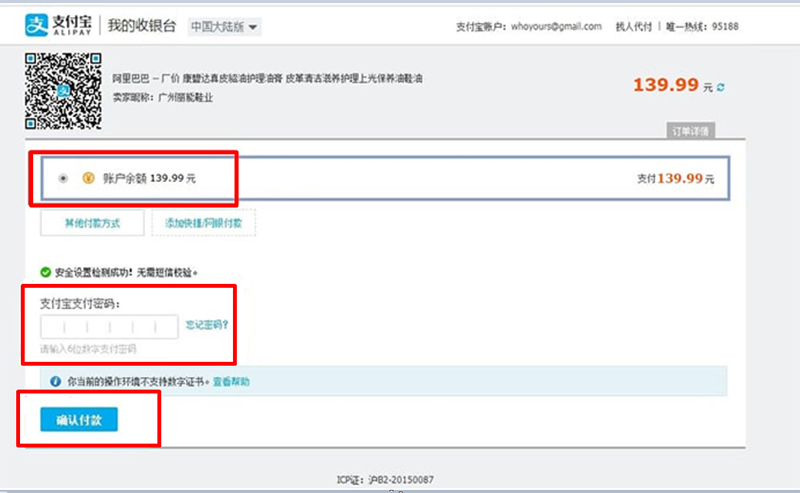 支付宝
ALIPAY
我的收银台
中国大陆版
支付宝账户：whoyours@gmail.com
找人代付 | 唯一热线：95188
阿里巴巴 – 厂价 康碧达真皮貂油护理油膏 皮革清洁滋养护理上光保养油鞋油
139.99 元
卖家昵称：广州丽能鞋业
订单详情
账户余额 139.99 元
支付 139.99 元
其他付款方式
添加快捷/网银付款
安全设置检测成功！无需短信校验。
支付宝支付密码：
忘记密码？
请输入6位数字支付密码
你当前的操作环境不支持数字证书。查看帮助
确认付款
ICP证：沪B2-20150087